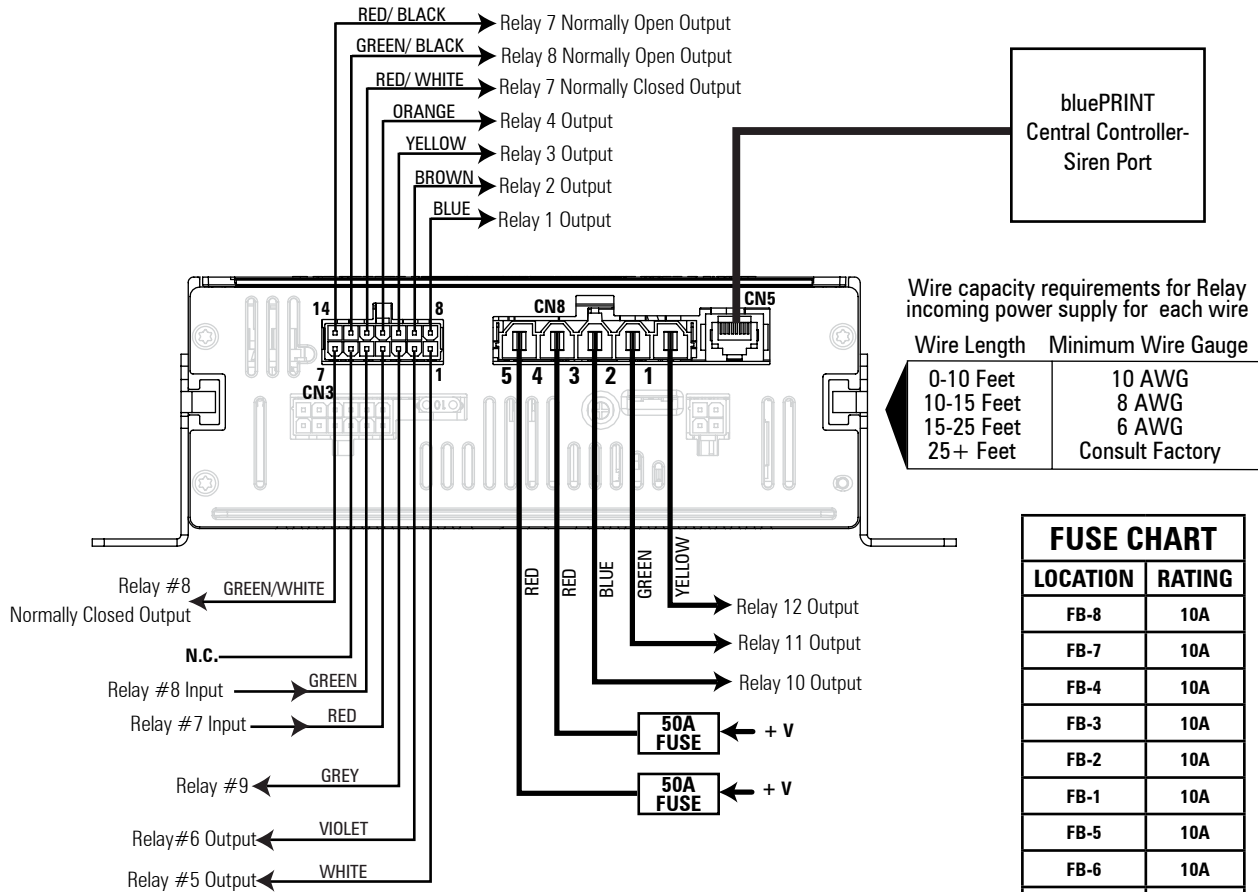 RED/ BLACK
Relay 7 Normally Open Output
GREEN/ BLACK
Relay 8 Normally Open Output
RED/ WHITE
Relay 7 Normally Closed Output
ORANGE
Relay 4 Output
YELLOW
Relay 3 Output
BROWN
Relay 2 Output
BLUE
Relay 1 Output
bluePRINT
Central Controller-
Siren Port
14
8
7
1
CN3
CN8
CN5
5
4
3
2
1
Wire capacity requirements for Relay
incoming power supply for each wire
Wire Length Minimum Wire Gauge
0-10 Feet 10 AWG
10-15 Feet 8 AWG
15-25 Feet 6 AWG
25+ Feet Consult Factory
RED
RED
BLUE
GREEN
YELLOW
Relay 12 Output
Relay 11 Output
Relay 10 Output
50A
FUSE
+ V
50A
FUSE
+ V
Relay #8
Normally Closed Output
GREEN/WHITE
N.C.
Relay #8 Input
GREEN
Relay #7 Input
RED
Relay #9
GREY
Relay#6 Output
VIOLET
Relay #5 Output
WHITE
FUSE CHART
LOCATION RATING
FB-8 10A
FB-7 10A
FB-4 10A
FB-3 10A
FB-2 10A
FB-1 10A
FB-5 10A
FB-6 10A